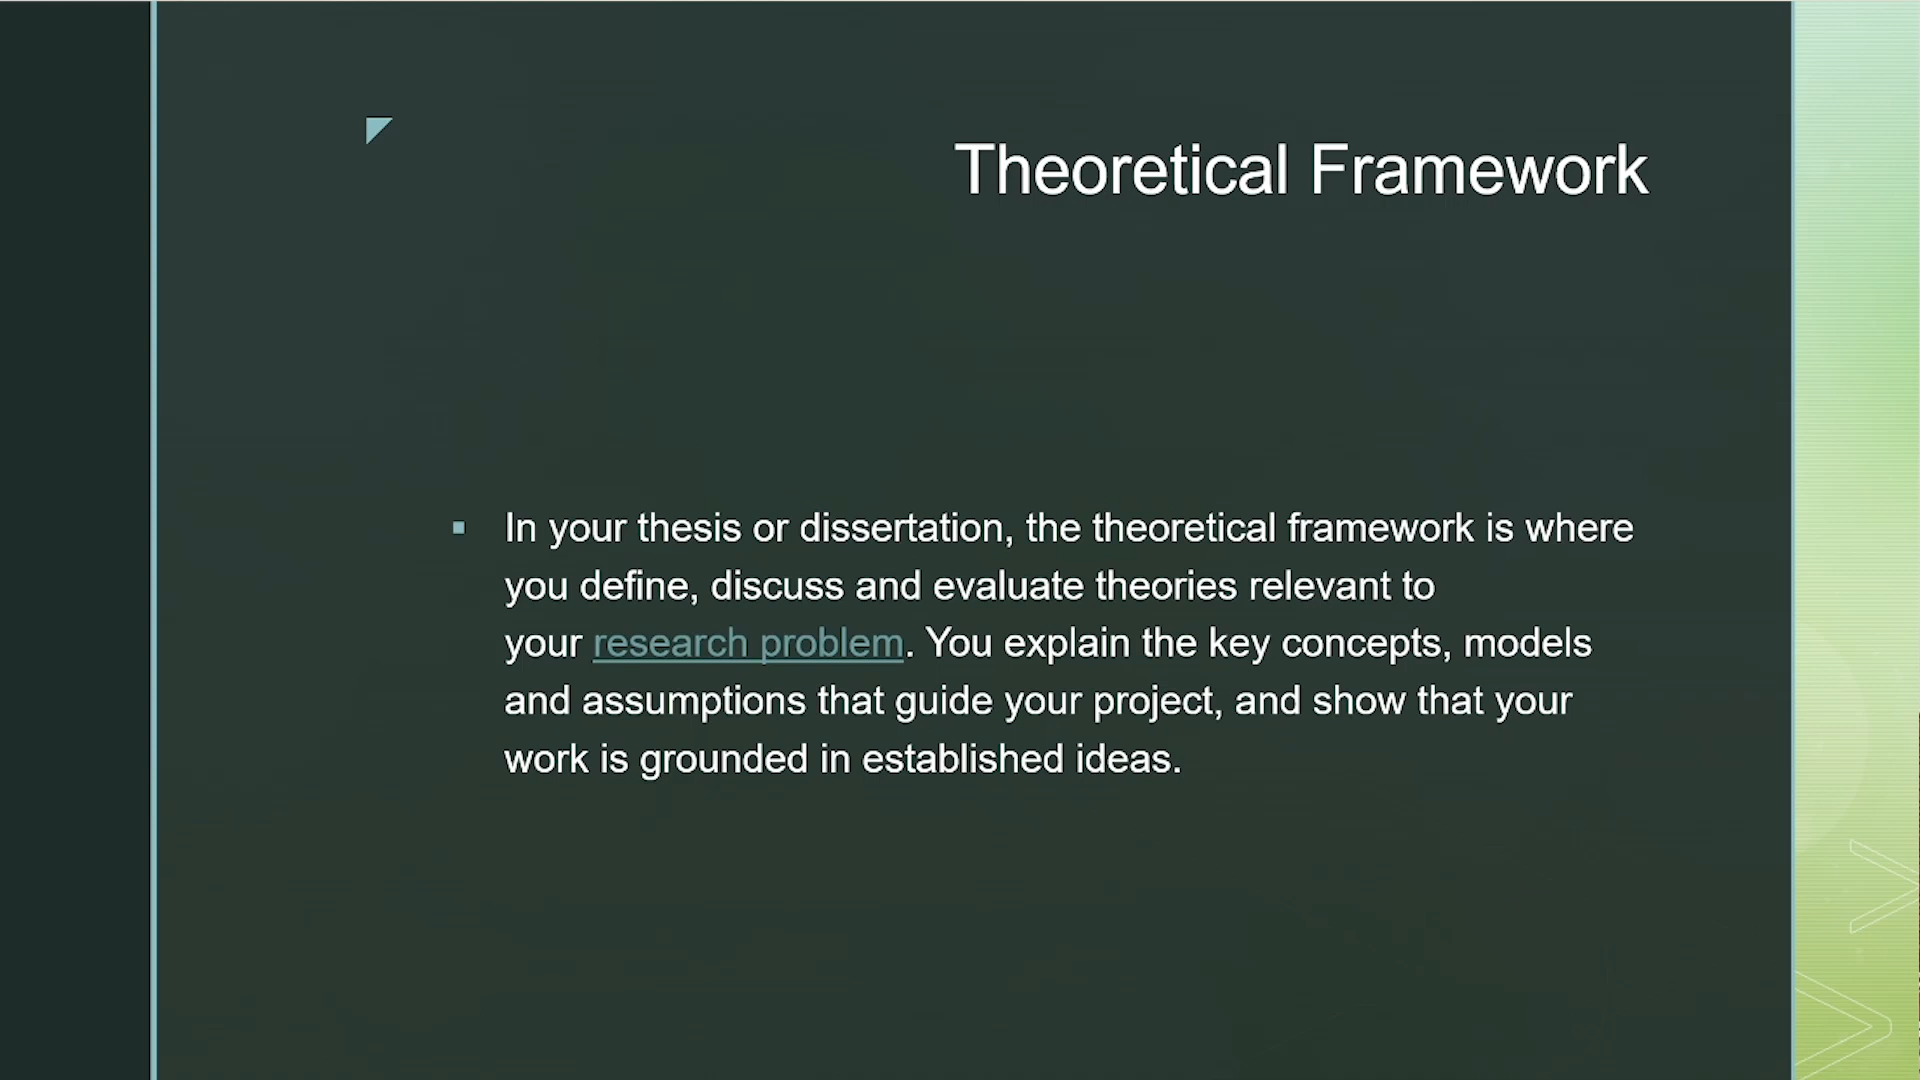 Theoretical Framework
In your thesis or dissertation, the theoretical framework is where
you define, discuss and evaluate theories relevant to
your research problem. You explain the key concepts, models
and assumptions that guide your project, and show that your
work is grounded in established ideas.